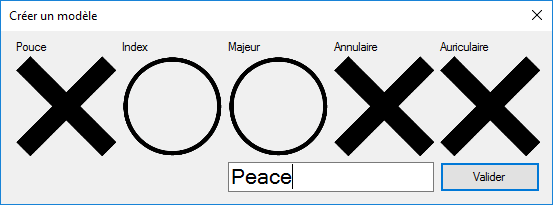 Créer un modèle
Pouce Index Majeur Annulaire Auriculaire
Peace Valider